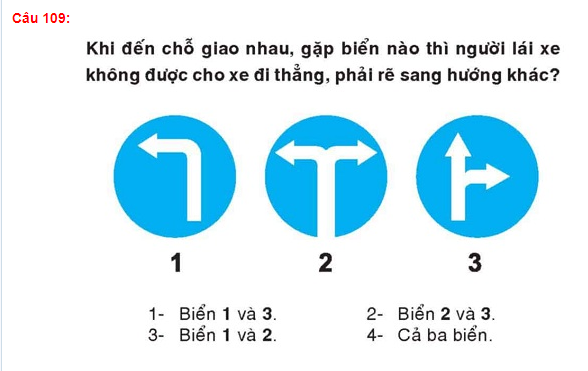 Câu 109:
Khi đến chỗ giao nhau, gặp biển nào thì người lái xe
không được cho xe đi thẳng, phải rẽ sang hướng khác?
1 2 3
1- Biển 1 và 3. 2- Biển 2 và 3.
3- Biển 1 và 2. 4- Cả ba biển.